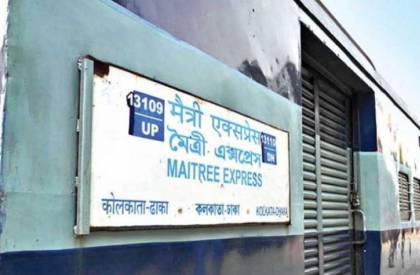 13109
UP
मैत्री एक्सप्रेस
মৈত্রী এক্সপ্রেস
MAITREE EXPRESS
13110
DN
कोलकाता-ढाका কলকাতা-ঢাকা KOLKATA-DHAKA